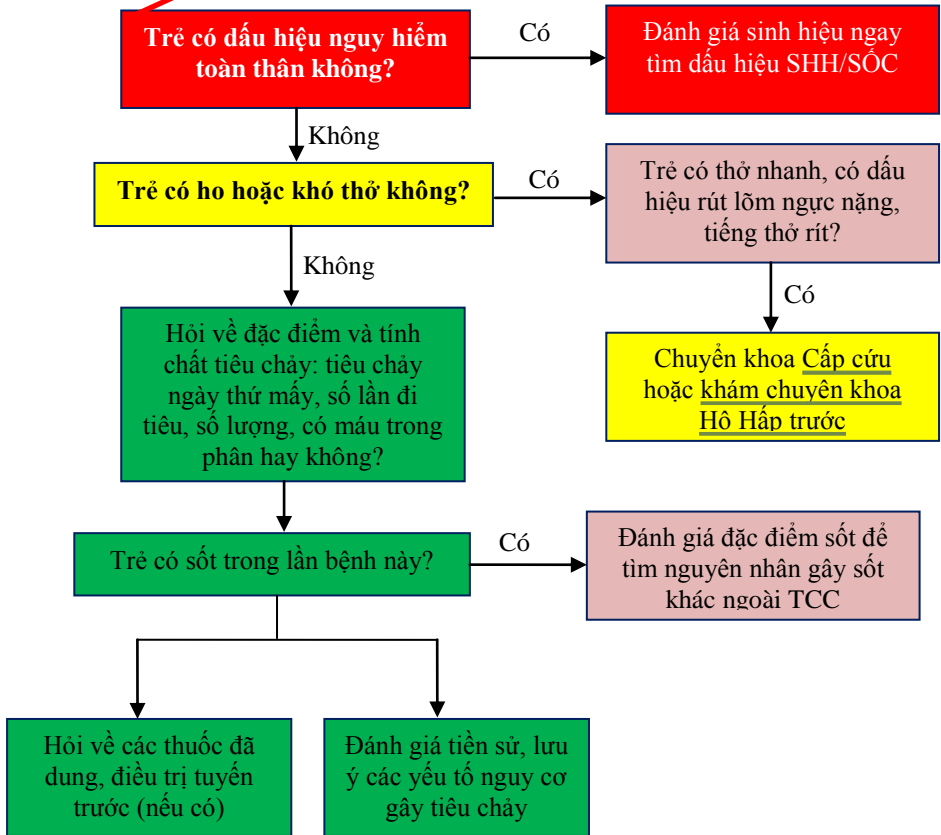 Trẻ có dấu hiệu nguy hiểm
toàn thân không?
Có
Đánh giá sinh hiệu ngay
tìm dấu hiệu SHH/SỐC
Không
Trẻ có ho hoặc khó thở không?
Có
Trẻ có thở nhanh, có dấu
hiệu rút lõm ngực nặng,
tiếng thở rít?
Không
Có
Hỏi về đặc điểm và tính
chất tiêu chảy: tiêu chảy
ngày thứ mấy, số lần đi
tiêu, số lượng, có máu trong
phân hay không?
Chuyển khoa Cấp cứu
hoặc khám chuyên khoa
Hô Hấp trước
Trẻ có sốt trong lần bệnh này?
Có
Đánh giá đặc điểm sốt để
tìm nguyên nhân gây sốt
khác ngoài TCC
Hỏi về các thuốc đã
dung, điều trị tuyến
trước (nếu có)
Đánh giá tiền sử, lưu
ý các yếu tố nguy cơ
gây tiêu chảy